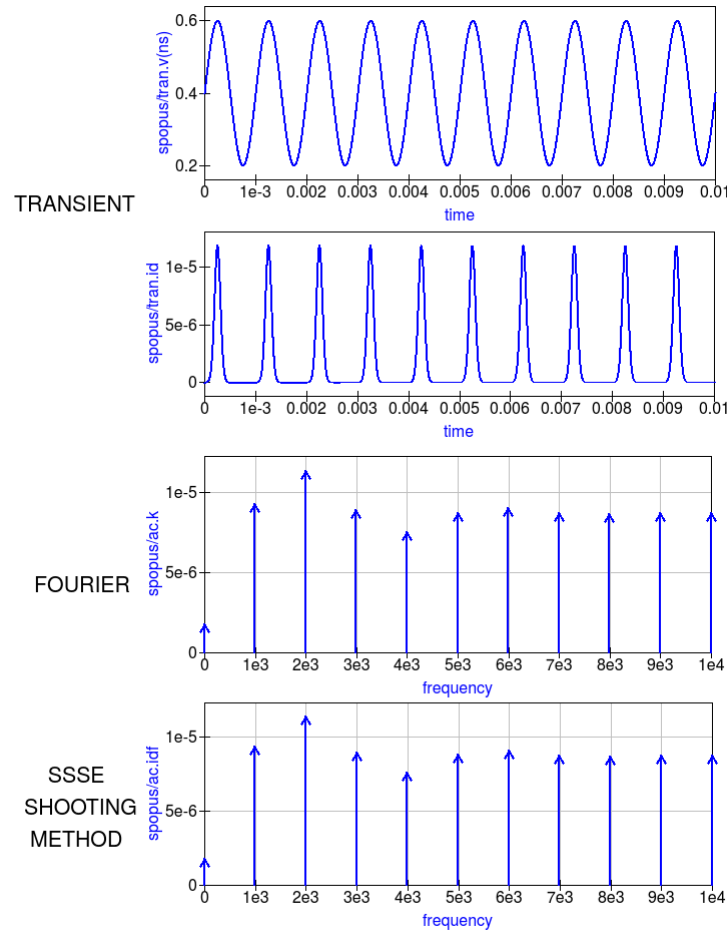 spopus/tran.v(ns)
0.6
0.4
0.2
0 1e-3 0.002 0.003 0.004 0.005 0.006 0.007 0.008 0.009 0.01
time
TRANSIENT
spopus/tran.id
1e-5
5e-6
0
0 1e-3 0.002 0.003 0.004 0.005 0.006 0.007 0.008 0.009 0.01
time
spopus/ac.k
1e-5
5e-6
0
FOURIER
0 1e3 2e3 3e3 4e3 5e3 6e3 7e3 8e3 9e3 1e4
frequency
spopus/ac.idf
1e-5
5e-6
0
SSSE
SHOOTING
METHOD
0 1e3 2e3 3e3 4e3 5e3 6e3 7e3 8e3 9e3 1e4
frequency